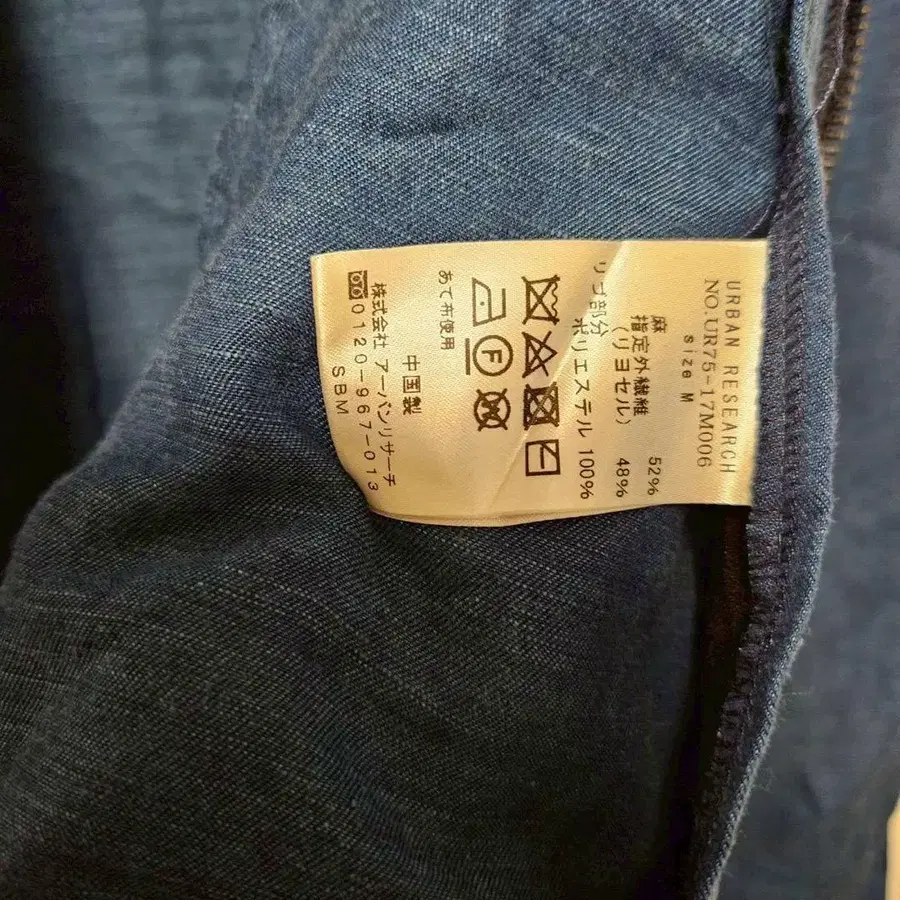 URBAN RESEARCH
NO.UR75-17M006
size M
麻 52%
指定外繊維
(リヨセル) 48%
リブ部分
ポリエステル 100%
F
あて布使用
中国製
株式会社 アーバンリサーチ
0120-967-013
SBM